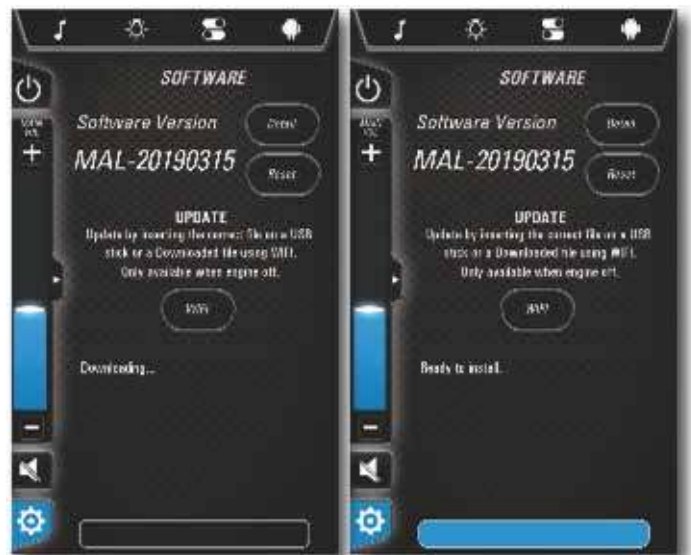 SOFTWARE
Software Version
MAL-20190315
Reset
UPDATE
Update by inserting the correct file on a USB
stick or a Downloaded file using WIFI.
Only available when engine off.
WIFI
Downloading...
SOFTWARE
Software Version
MAL-20190315
Reset
UPDATE
Update by inserting the correct file on a USB
stick or a Downloaded file using WIFI.
Only available when engine off.
WIFI
Ready to install.